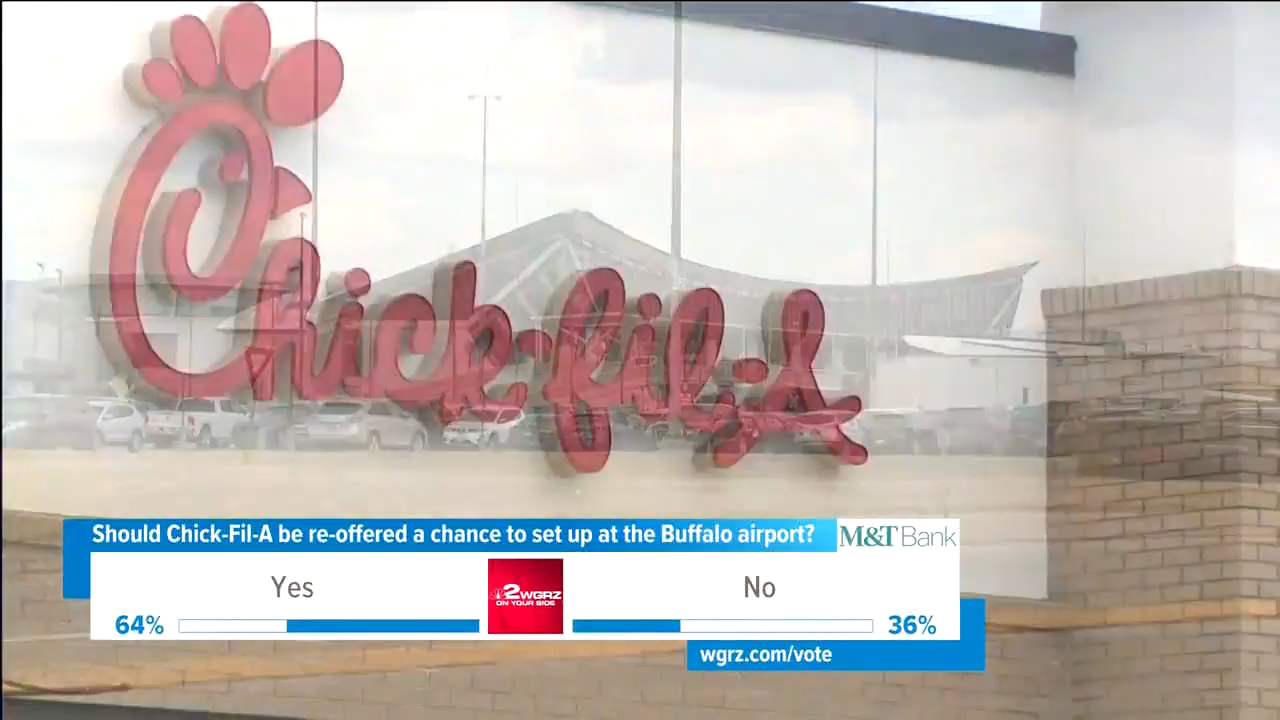 Chick-fil-A
Should Chick-Fil-A be re-offered a chance to set up at the Buffalo airport?
M&T Bank
Yes
2 WGRZ
ON YOUR SIDE
No
64%
36%
wgrz.com/vote